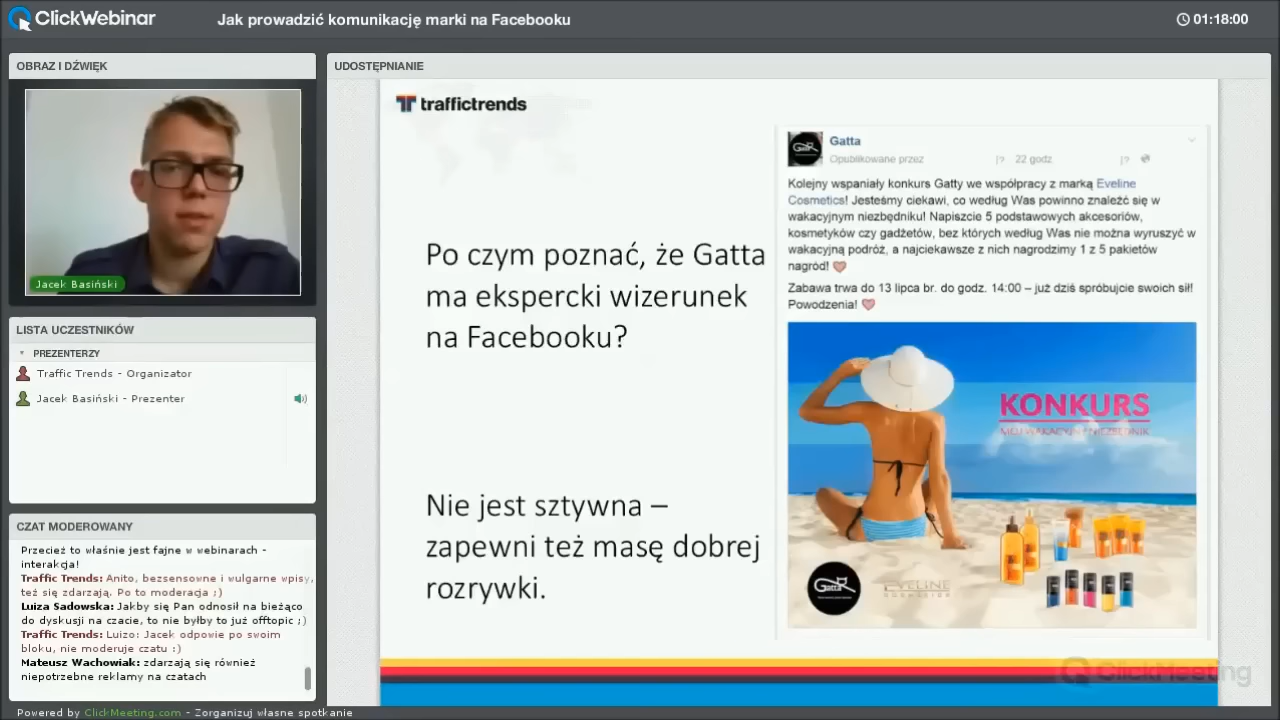 ClickWebinar
Jak prowadzić komunikację marki na Facebooku
01:18:00
OBRAZ I DŹWIĘK
Jacek Basiński
LISTA UCZESTNIKÓW
PREZENTERZY
Traffic Trends - Organizator
Jacek Basiński - Prezenter
CZAT MODEROWANY
Przecież to właśnie jest fajne w webinarach -
interakcja!
Traffic Trends: Anito, bezsensowne i wulgarne wpisy,
też się zdarzają. Po to moderacja :)
Luiza Sadowska: Jakby się Pan odnosił na bieżąco
do dyskusji na czacie, to nie byłby to już offtopic ;)
Traffic Trends: Luizo: Jacek odpowie po swoim
bloku, nie moderuje czatu :)
Mateusz Wachowiak: zdarzają się również
niepotrzebne reklamy na czatach
Powered by ClickMeeting.com - Zorganizuj własne spotkanie
UDOSTĘPNIANIE
traffictrends
Po czym poznać, że Gatta
ma ekspercki wizerunek
na Facebooku?
Nie jest sztywna –
zapewni też masę dobrej
rozrywki.
Gatta
Opublikowane przez |? 22 godz |?
Kolejny wspaniały konkurs Gatty we współpracy z marką Eveline
Cosmetics! Jesteśmy ciekawi, co według Was powinno znaleźć się w
wakacyjnym niezbędniku! Napiszcie 5 podstawowych akcesoriów,
kosmetyków czy gadżetów, bez których według Was nie można wyruszyć w
wakacyjną podróż, a najciekawsze z nich nagrodzimy 1 z 5 pakietów
nagród!
Zabawa trwa do 13 lipca br. do godz. 14:00 – już dziś spróbujcie swoich sił!
Powodzenia!
KONKURS
MÓJ WAKACYJNY NIEZBĘDNIK
Gatta
EVELINE
COSMETICS
ClickMeeting